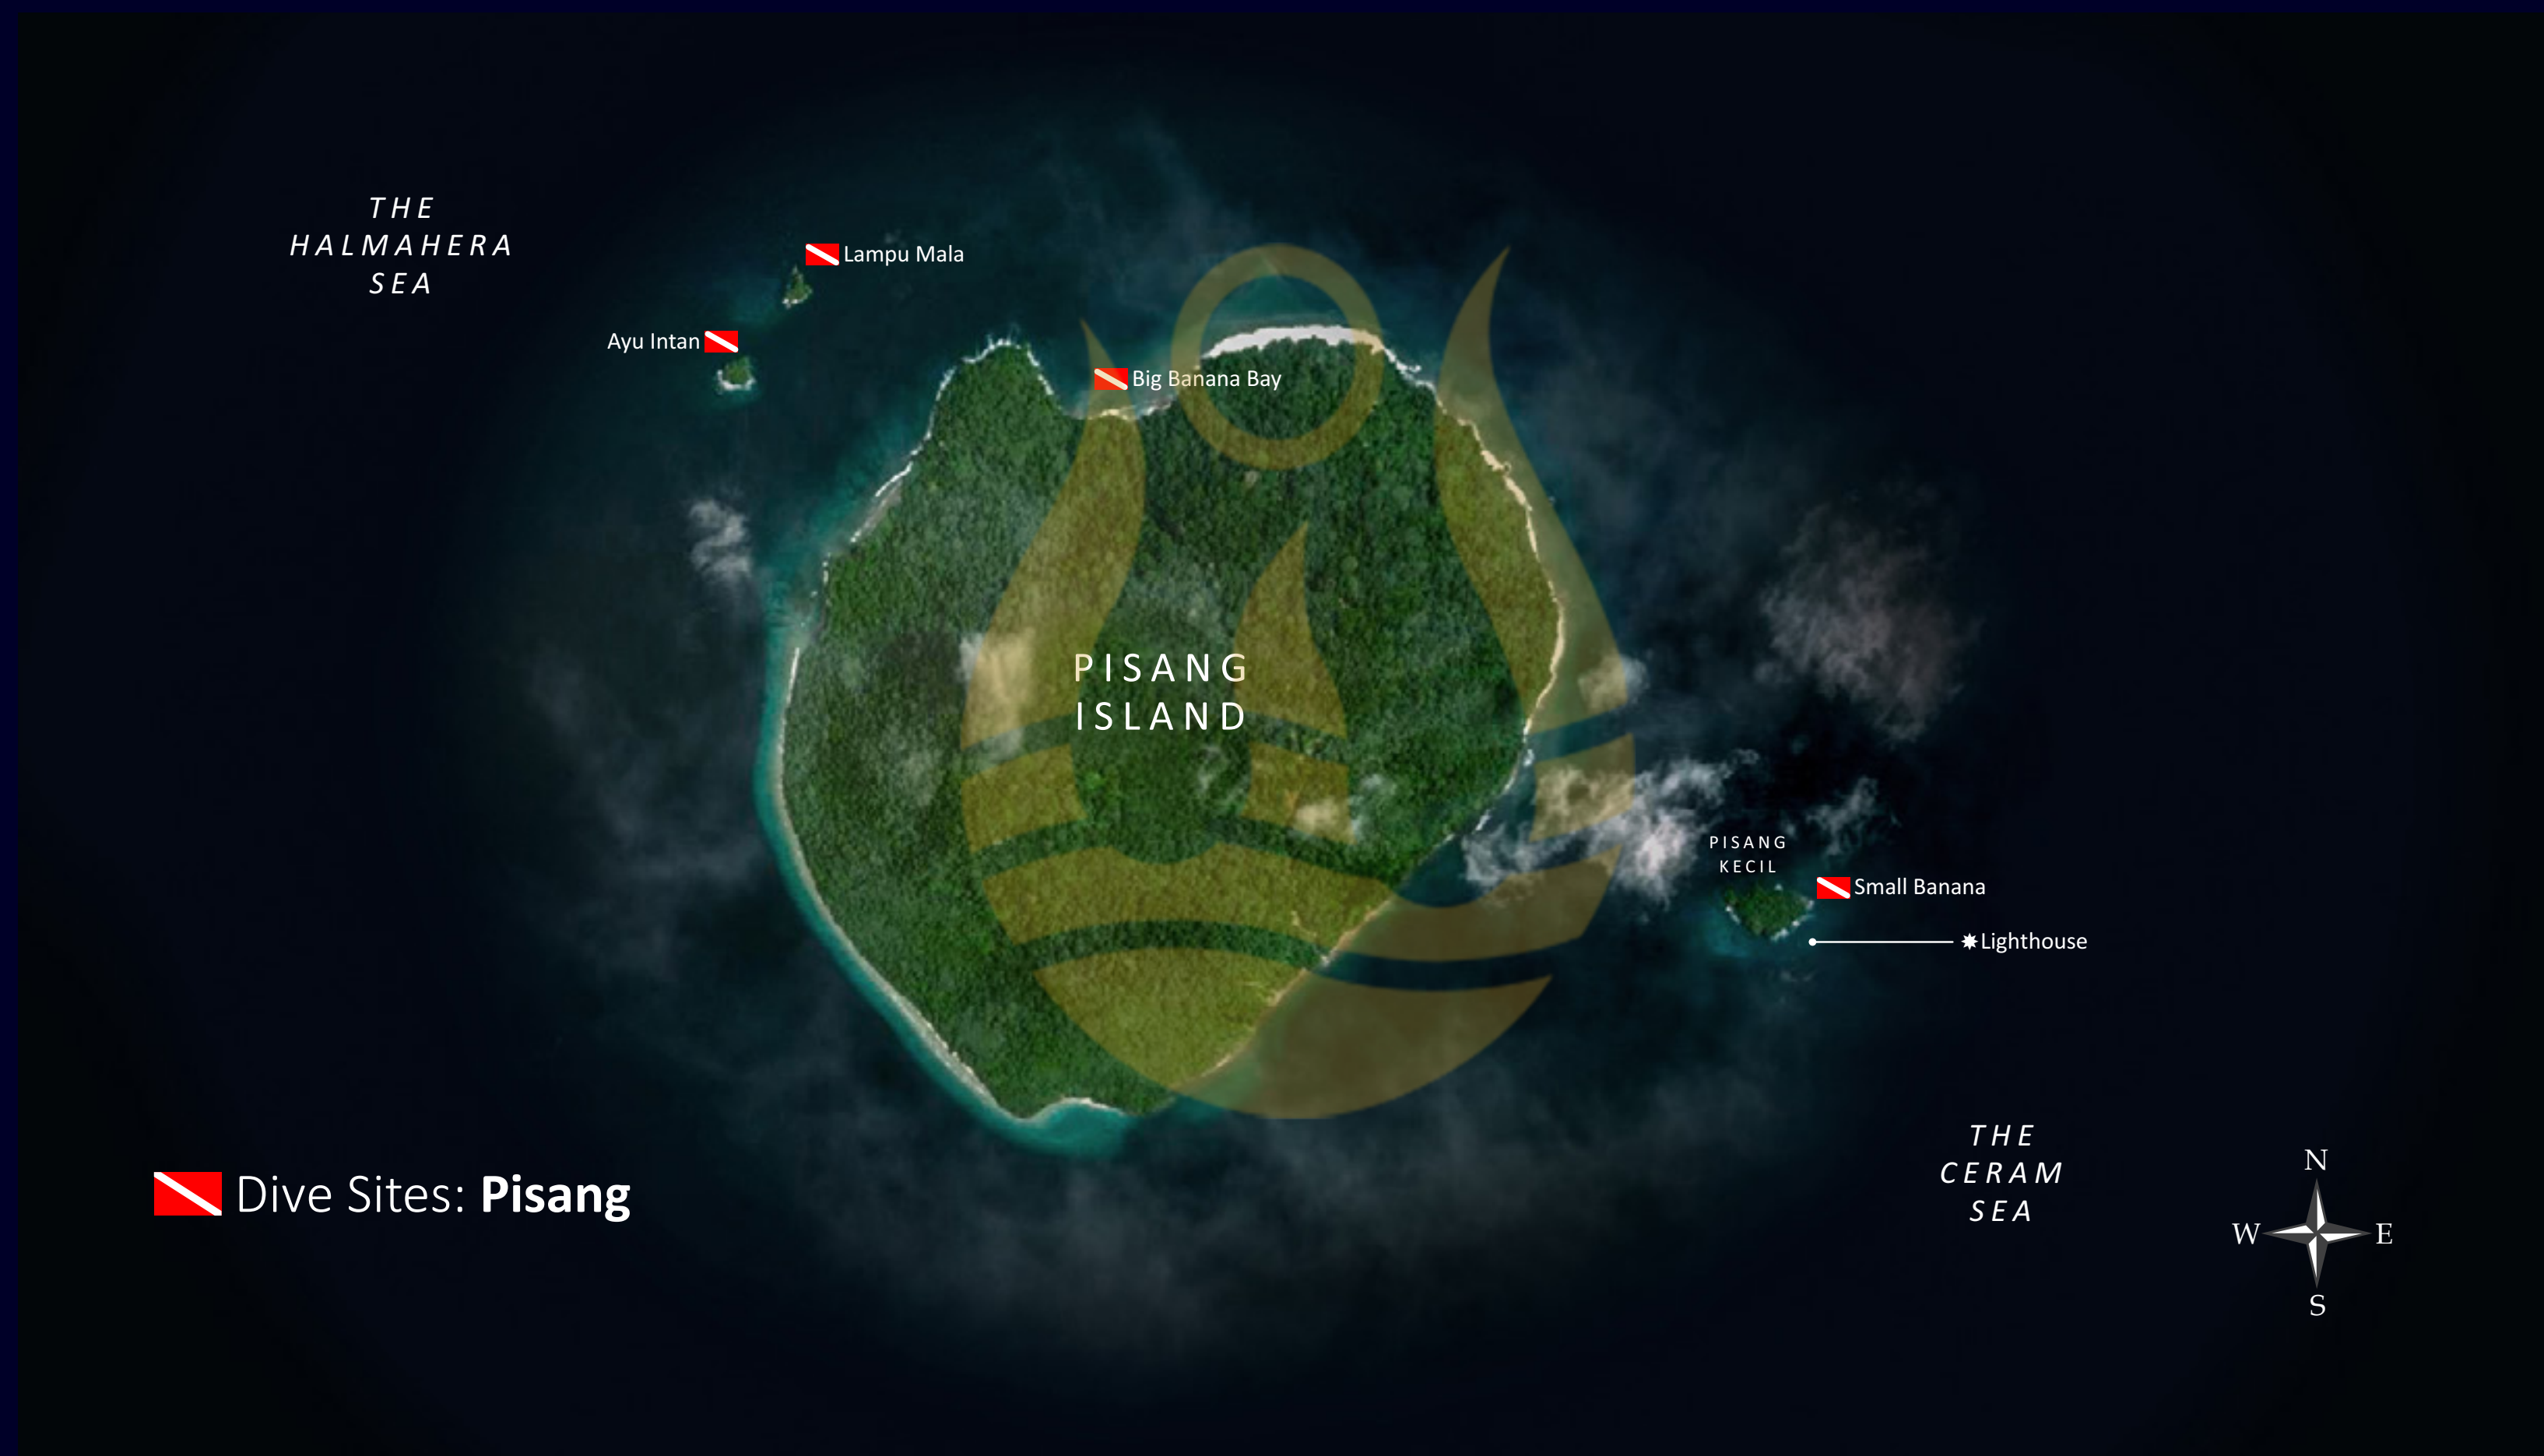 THE
HALMAHERA
SEA
Lampu Mala
Ayu Intan
Big Banana Bay
PISANG
ISLAND
PISANG
KECIL
Small Banana
Lighthouse
THE
CERAM
SEA
Dive Sites: Pisang
N
W E
S